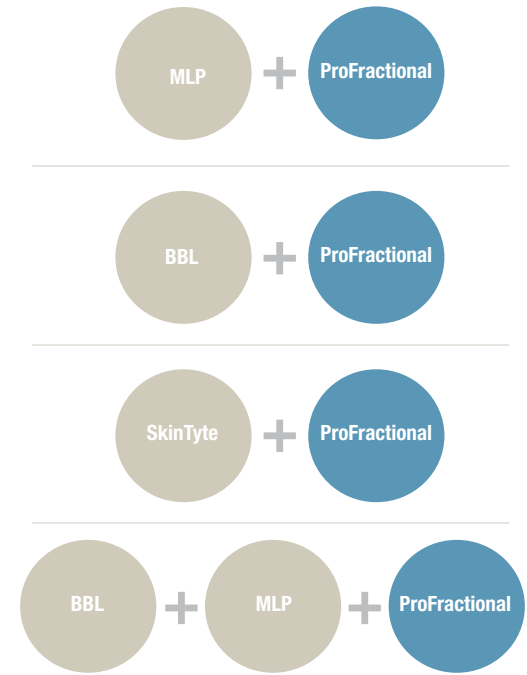 MLP + ProFractional
BBL + ProFractional
SkinTyte + ProFractional
BBL + MLP + ProFractional